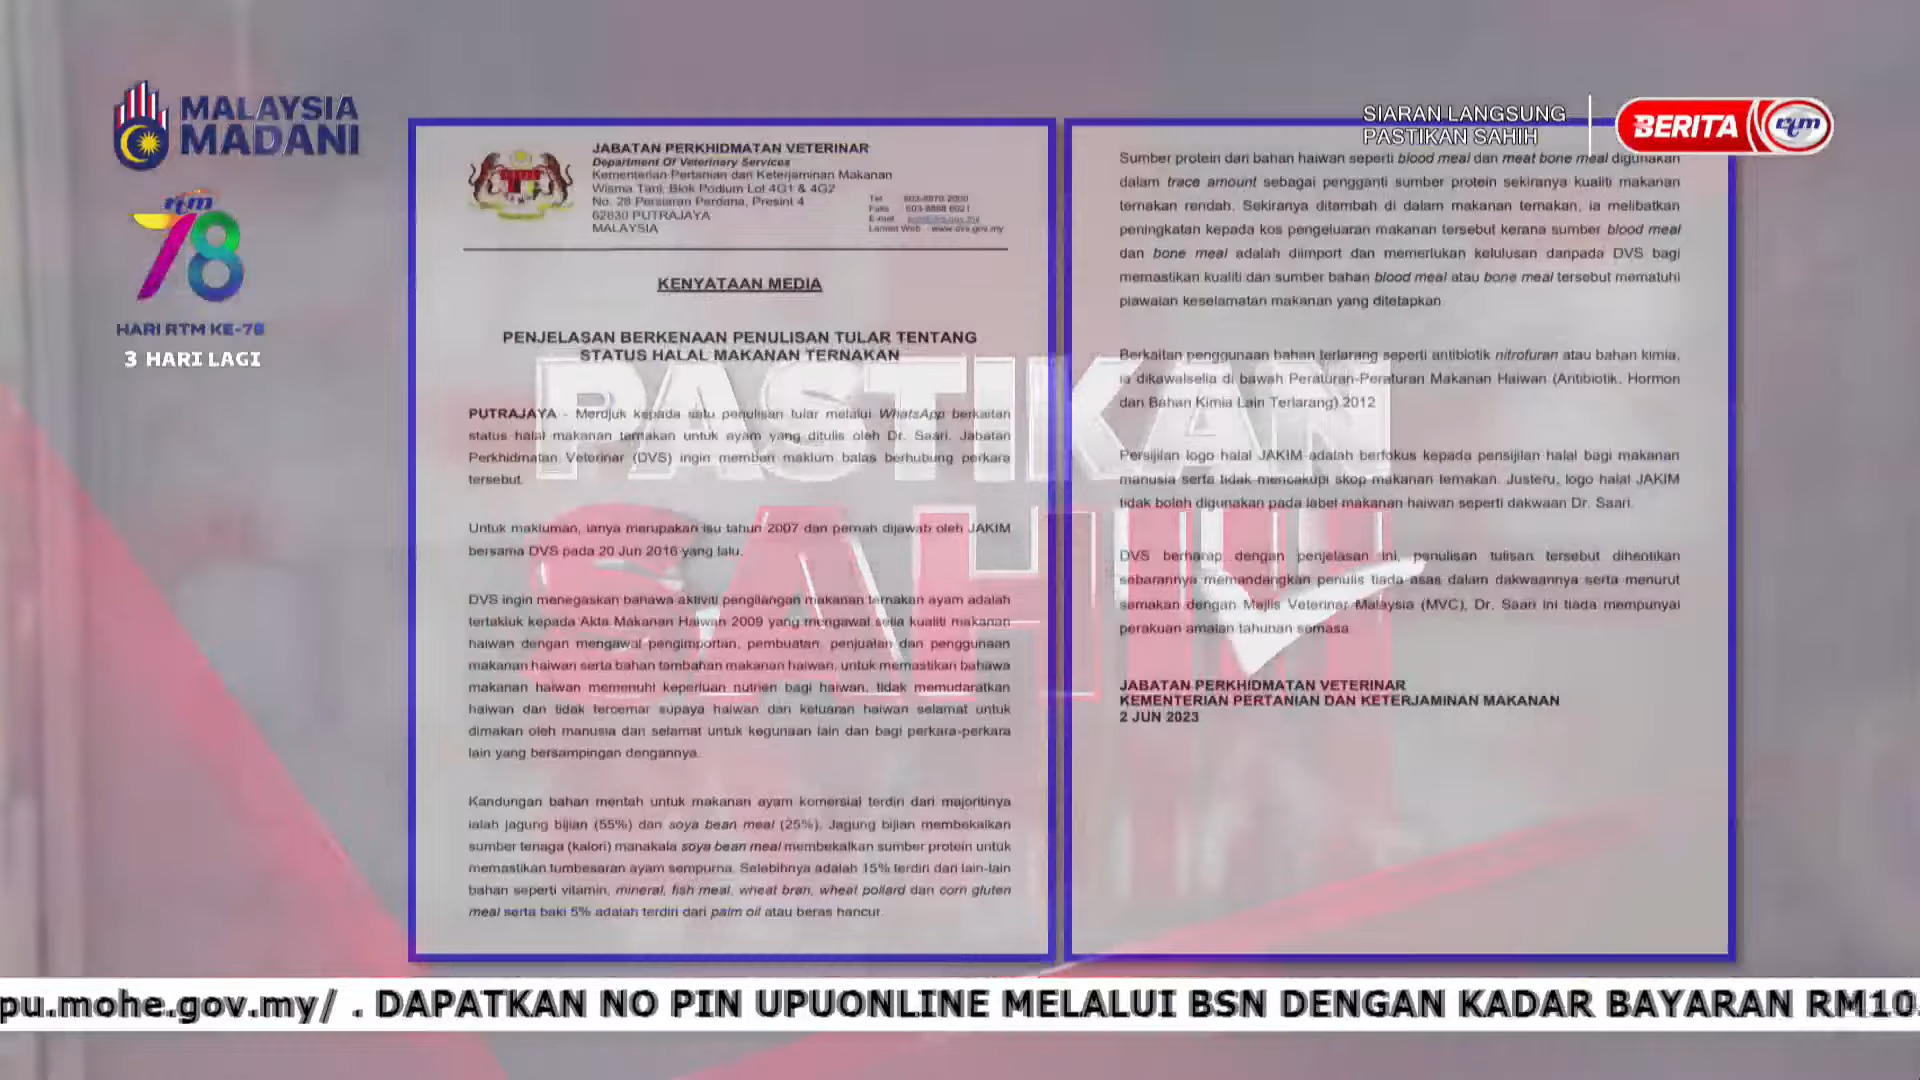 MALAYSIA
MADANI
rtm
78
HARI RTM KE-78
3 HARI LAGI
SIARAN LANGSUNG
PASTIKAN SAHIH
BERITA rtm
JABATAN PERKHIDMATAN VETERINAR
Department Of Veterinary Services
Kementerian Pertanian dan Keterjaminan Makanan
Wisma Tani, Blok Podium Lot 4G1 & 4G2
No. 28 Persiaran Perdana, Presint 4
62630 PUTRAJAYA
MALAYSIA
Tel 603-8870 2000
Faks
E-mel
Laman Web www.dvs.gov.my
KENYATAAN MEDIA
PENJELASAN BERKENAAN PENULISAN TULAR TENTANG
STATUS HALAL MAKANAN TERNAKAN
PUTRAJAYA - Merujuk kepada satu penulisan tular melalui WhatsApp berkaitan
status halal makanan ternakan untuk ayam yang ditulis oleh Dr. Saari. Jabatan
Perkhidmatan Veterinar (DVS) ingin memberi maklum balas berhubung perkara
tersebut.
Untuk makluman, ianya merupakan isu tahun 2007 dan pernah dijawab oleh JAKIM
bersama DVS pada 20 Jun 2016 yang lalu.
DVS ingin menegaskan bahawa aktiviti pengilangan makanan ternakan ayam adalah
tertakluk kepada Akta Makanan Haiwan 2009 yang mengawal selia kualiti makanan
haiwan dengan mengawal pengimportan, pembuatan, penjualan dan penggunaan
makanan haiwan serta bahan tambahan makanan haiwan, untuk memastikan bahawa
makanan haiwan memenuhi keperluan nutrien bagi haiwan, tidak memudaratkan
haiwan dan tidak tercemar supaya haiwan dan keluaran haiwan selamat untuk
dimakan oleh manusia dan selamat untuk kegunaan lain dan bagi perkara-perkara
lain yang bersampingan dengannya.
Kandungan bahan mentah untuk makanan ayam komersial terdiri dari majoritinya
ialah jagung bijian (55%) dan soya bean meal (25%). Jagung bijian membekalkan
sumber tenaga (kalori) manakala soya bean meal membekalkan sumber protein untuk
memastikan tumbesaran ayam sempurna. Selebihnya adalah 15% terdiri dari lain-lain
bahan seperti vitamin, mineral, fish meal, wheat bran, wheat pollard dan corn gluten
meal serta baki 5% adalah terdiri dari palm oil atau beras hancur.
Sumber protein dari bahan haiwan seperti blood meal dan meat bone meal digunakan
dalam trace amount sebagai pengganti sumber protein sekiranya kualiti makanan
ternakan rendah. Sekiranya ditambah di dalam makanan ternakan, ia melibatkan
peningkatan kepada kos pengeluaran makanan tersebut kerana sumber blood meal
dan bone meal adalah diimport dan memerlukan kelulusan daripada DVS bagi
memastikan kualiti dan sumber bahan blood meal atau bone meal tersebut mematuhi
piawaian keselamatan makanan yang ditetapkan.
Berkaitan penggunaan bahan terlarang seperti antibiotik nitrofuran atau bahan kimia,
ia dikawalselia di bawah Peraturan-Peraturan Makanan Haiwan (Antibiotik, Hormon
dan Bahan Kimia Lain Terlarang) 2012
Persijilan logo halal JAKIM adalah berfokus kepada pensijilan halal bagi makanan
manusia serta tidak mencakupi skop makanan ternakan. Justeru, logo halal JAKIM
tidak boleh digunakan pada label makanan haiwan seperti dakwaan Dr. Saari.
DVS berharap dengan penjelasan ini, penulisan tulisan tersebut dihentikan
sebarannya memandangkan penulis tiada asas dalam dakwaannya serta menurut
semakan dengan Majlis Veterinar Malaysia (MVC), Dr. Saari ini tiada mempunyai
perakuan amalan tahunan semasa.
JABATAN PERKHIDMATAN VETERINAR
KEMENTERIAN PERTANIAN DAN KETERJAMINAN MAKANAN
2 JUN 2023
PASTIKAN
SAHIH
pu.mohe.gov.my/ . DAPATKAN NO PIN UPUONLINE MELALUI BSN DENGAN KADAR BAYARAN RM10